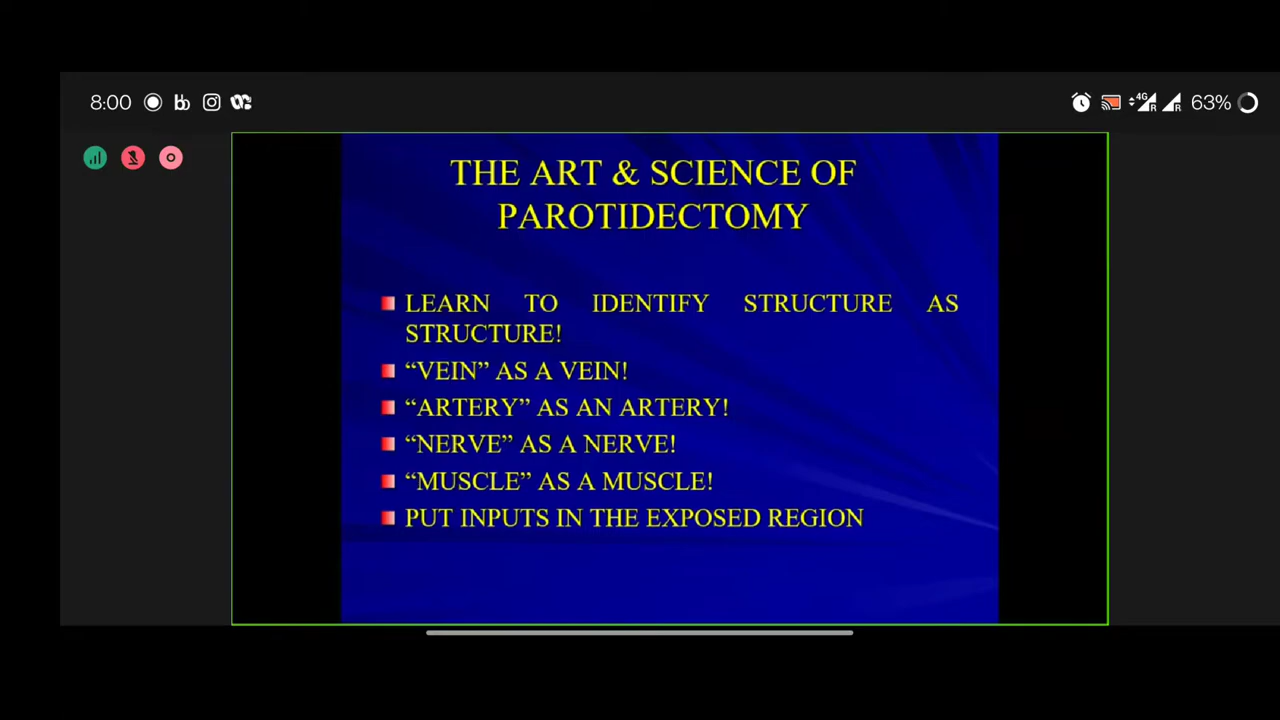 8:00
4G
R
R
63%
THE ART & SCIENCE OF
PAROTIDECTOMY
LEARN TO IDENTIFY STRUCTURE AS
STRUCTURE!
“VEIN” AS A VEIN!
“ARTERY” AS AN ARTERY!
“NERVE” AS A NERVE!
“MUSCLE” AS A MUSCLE!
PUT INPUTS IN THE EXPOSED REGION